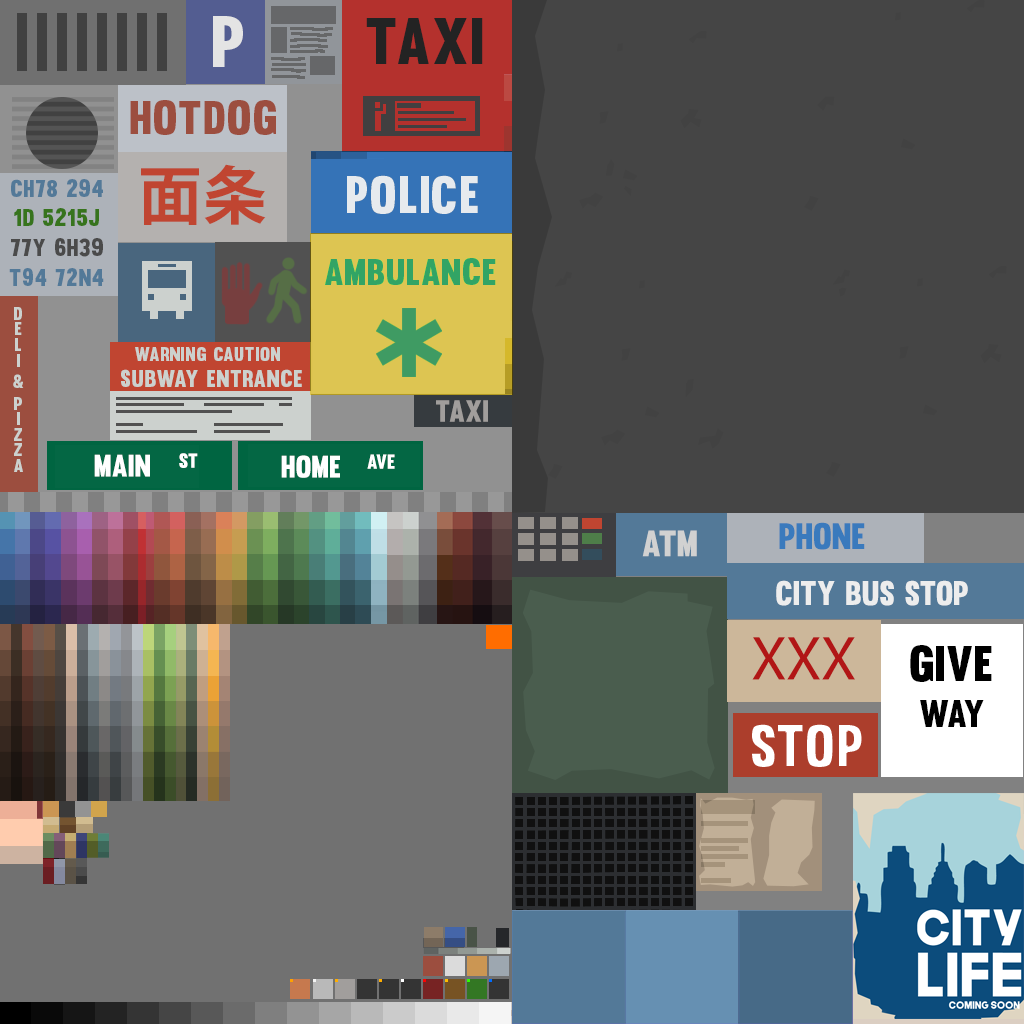 P
TAXI
HOTDOG
面条
POLICE
CH78 294
1D 5215J
77Y 6H39
T94 72N4
AMBULANCE
DELI & PIZZA
WARNING CAUTION
SUBWAY ENTRANCE
TAXI
MAIN ST
HOME AVE
ATM
PHONE
CITY BUS STOP
XXX
GIVE
WAY
STOP
CITY
LIFE
COMING SOON